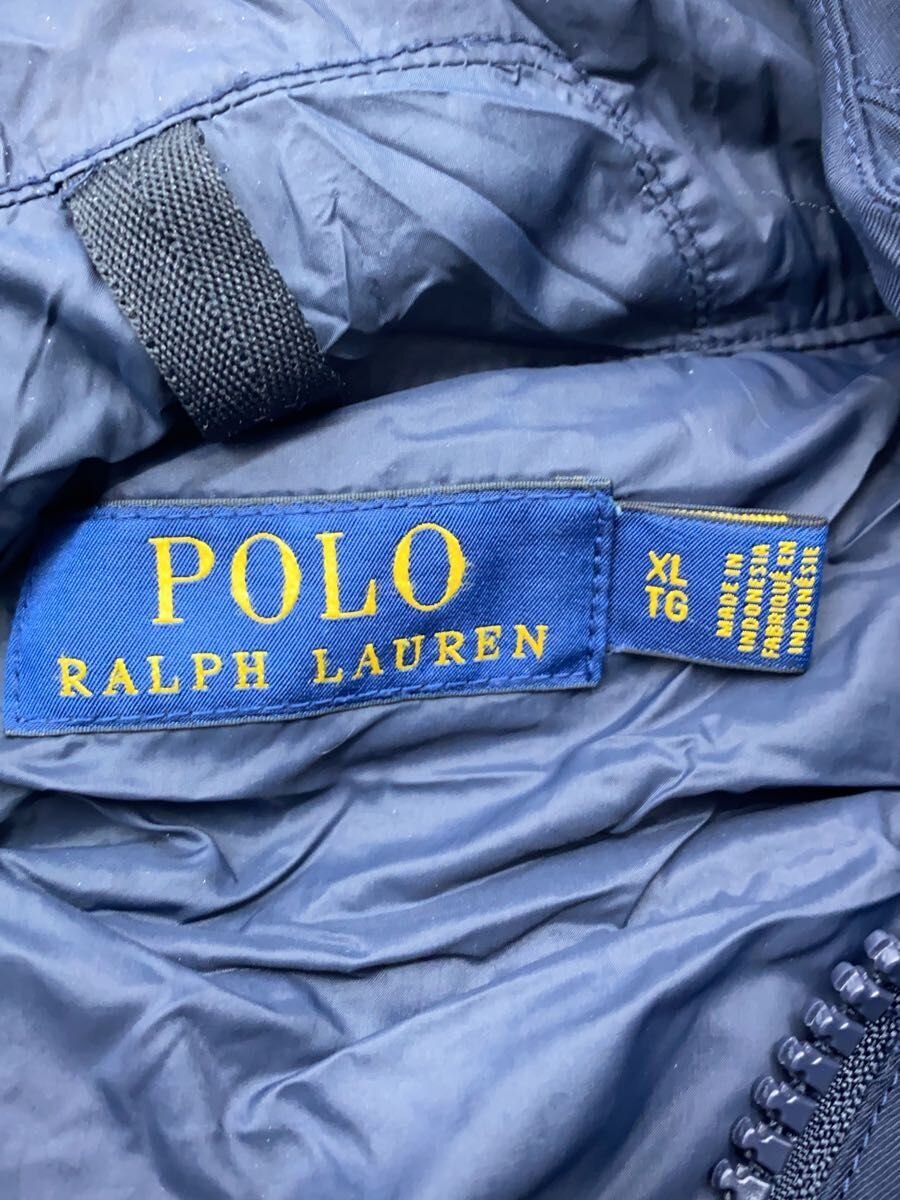 POLO
RALPH LAUREN
XL
TG
MADE IN
INDONESIA
FABRIQUÉ EN
INDONÉSIE